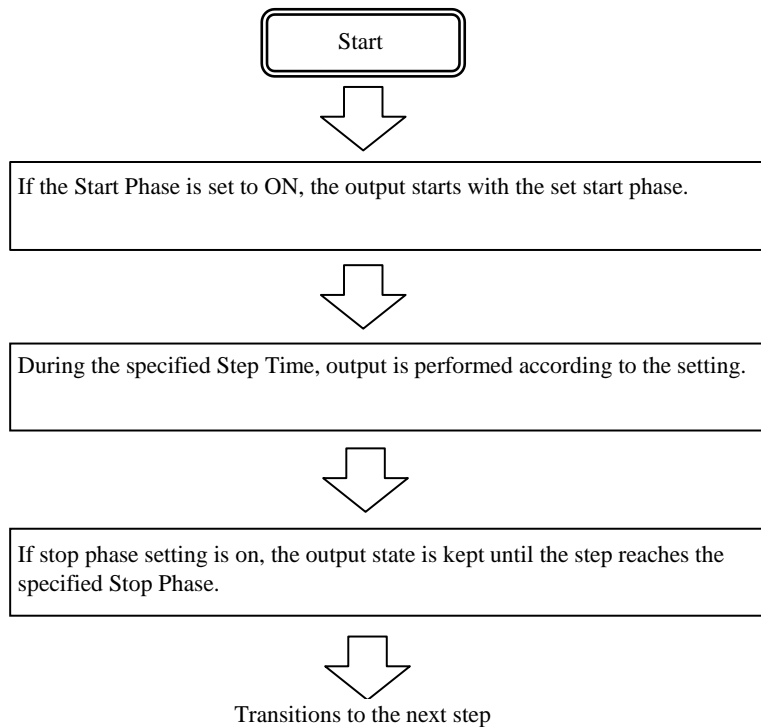 Start
If the Start Phase is set to ON, the output starts with the set start phase.
During the specified Step Time, output is performed according to the setting.
If stop phase setting is on, the output state is kept until the step reaches the
specified Stop Phase.
Transitions to the next step